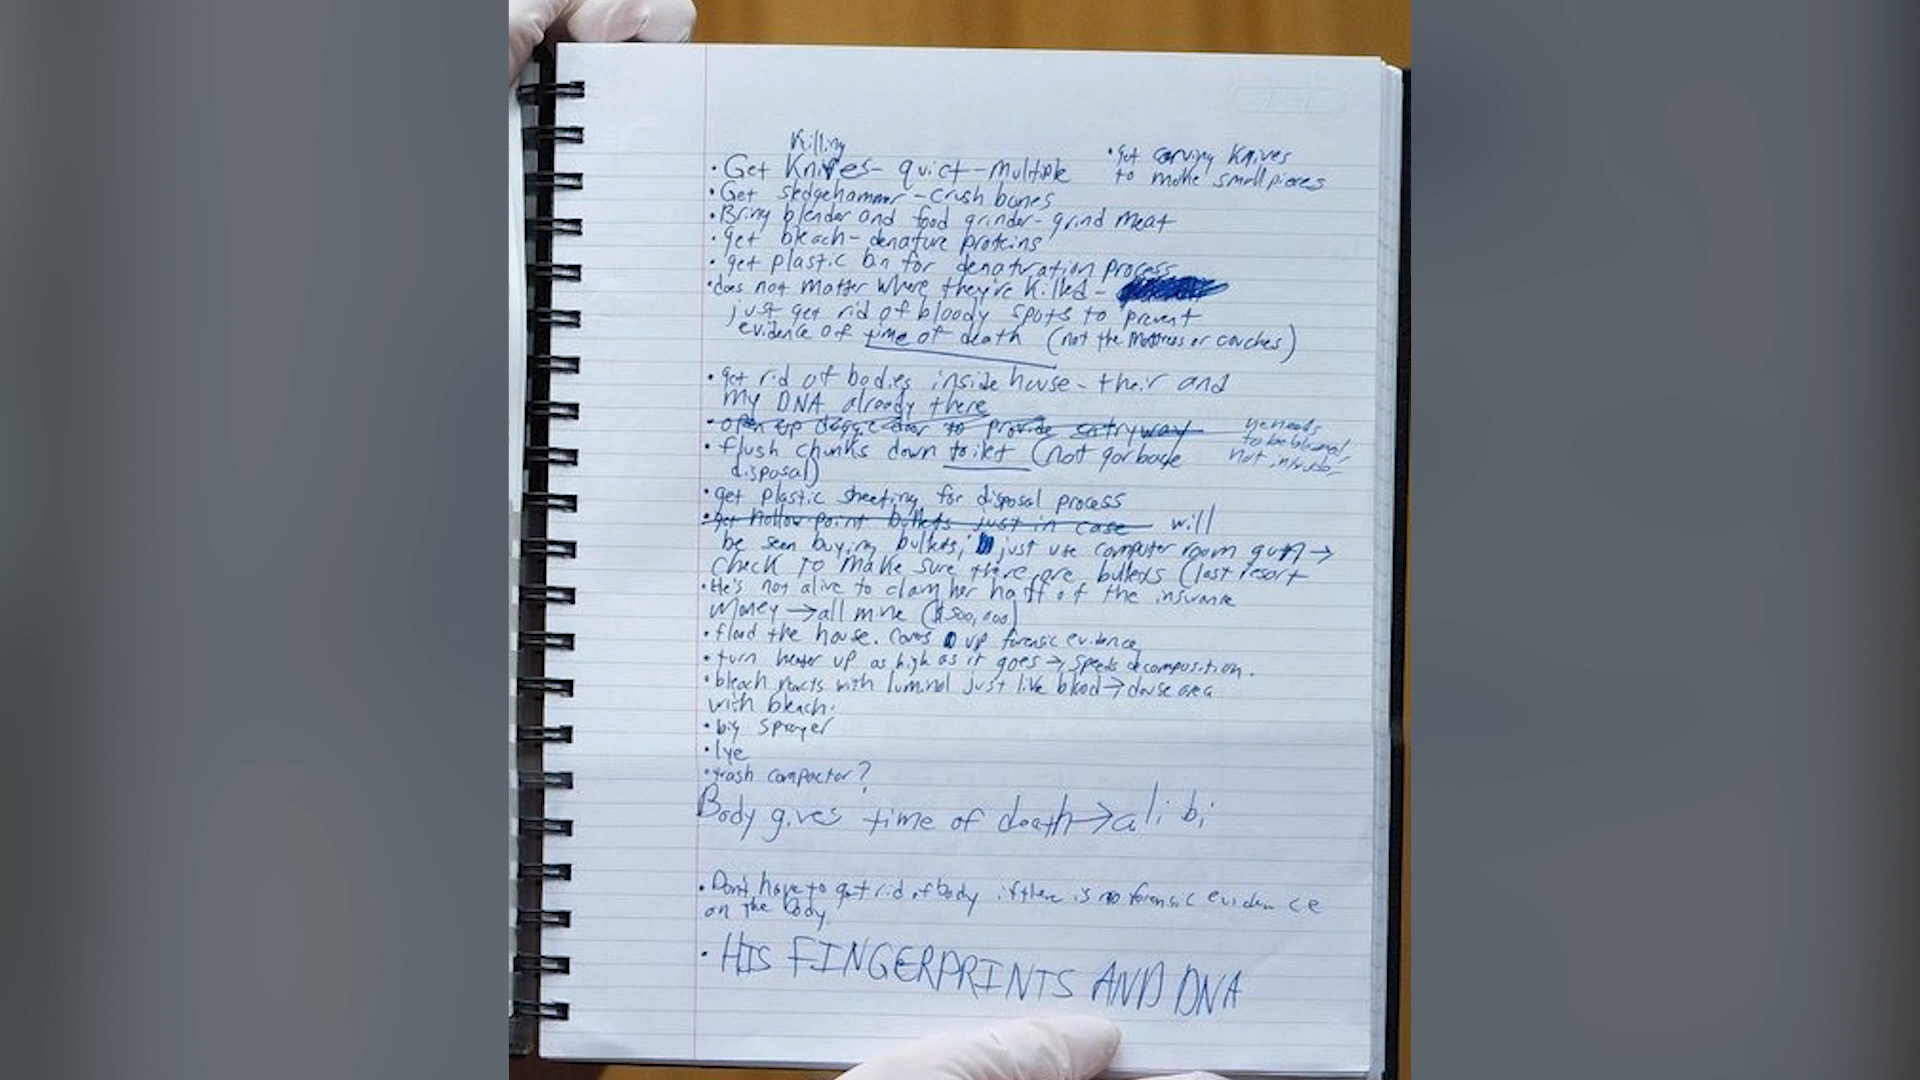 Killing
• Get Knives - quiet - multiple
• Get carving knives
to make small pieces
• Get sledgehammer - crush bones
• Bring blender and food grinder - grind meat
• get bleach - denature proteins
• get plastic bin for denaturation process
• does not matter where they're killed -
just get rid of bloody spots to prevent
evidence of time of death (not the mattress or couches)
• get rid of bodies inside house - their and
my DNA already there
• open up doggie door to provide entryway
he needs
to be blamed,
not intruder
• flush chunks down toilet (not garbage
disposal)
• get plastic sheeting for disposal process
• get hollow point bullets just in case will
be seen buying bullets; just use computer room gun →
check to make sure there are bullets (last resort
• He's not alive to claim her half of the insurance
money → all mine ($500,000)
• flood the house. covers up forensic evidence
• turn heater up as high as it goes → speeds decomposition.
• bleach reacts with luminol just like blood → douse area
with bleach.
• big sprayer
• lye
• trash compactor?
Body gives time of death → alibi
• Don't have to get rid of body if there is no forensic evidence
on the body
• HIS FINGERPRINTS AND DNA